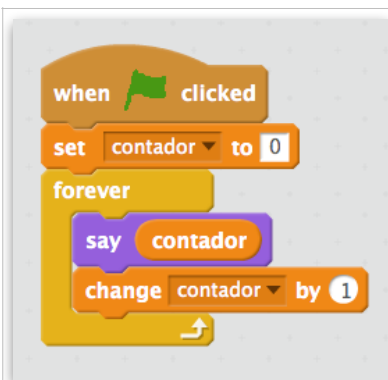 when clicked
set contador to 0
forever
say contador
change contador by 1